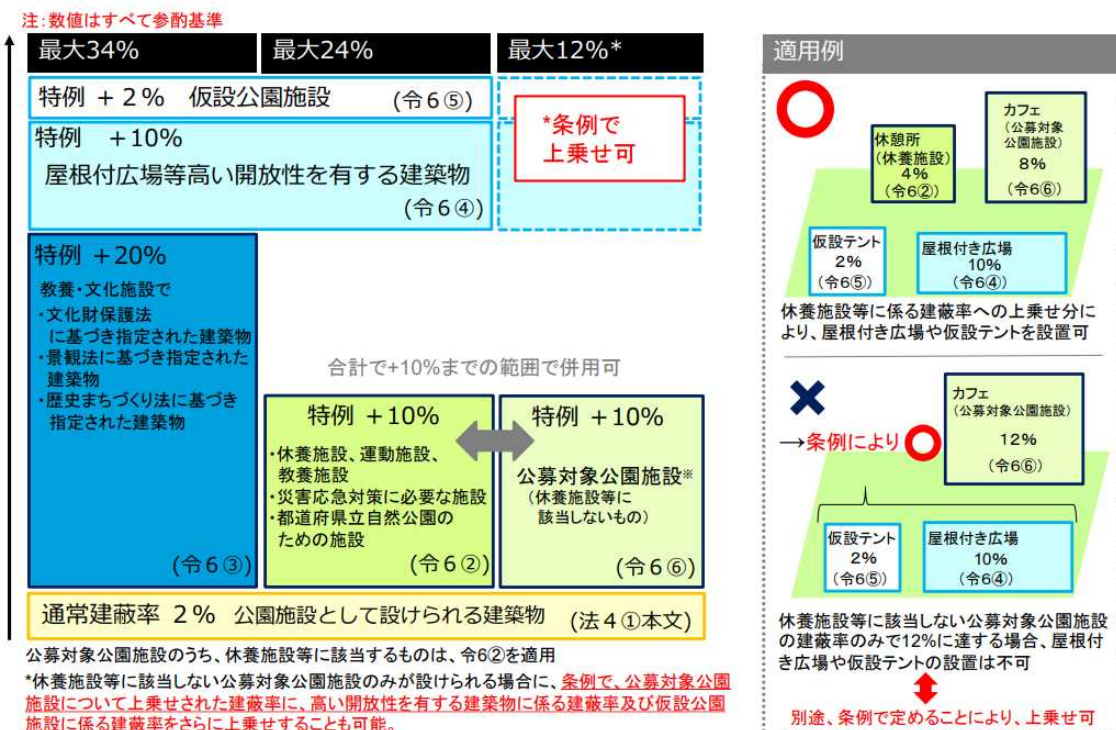 注：数値はすべて参酌基準
最大34%
最大24%
最大12%*
特例 ＋２％ 仮設公園施設 (令６⑤)
特例 ＋10%
屋根付広場等高い開放性を有する建築物
(令６④)
*条例で
上乗せ可
特例 ＋20%
教養・文化施設で
・文化財保護法
に基づき指定された建築物
・景観法に基づき指定された
建築物
・歴史まちづくり法に基づき
指定された建築物
(令６③)
合計で+10%までの範囲で併用可
特例 ＋10%
・休養施設、運動施設、
教養施設
・災害応急対策に必要な施設
・都道府県立自然公園の
ための施設
(令６②)
特例 ＋10%
公募対象公園施設※
（休養施設等に
該当しないもの）
(令６⑥)
通常建蔽率 ２% 公園施設として設けられる建築物 (法４①本文)
公募対象公園施設のうち、休養施設等に該当するものは、令6②を適用
*休養施設等に該当しない公募対象公園施設のみが設けられる場合に、条例で、公募対象公園
施設について上乗せされた建蔽率に、高い開放性を有する建築物に係る建蔽率及び仮設公園
施設に係る建蔽率をさらに上乗せすることも可能。
適用例
休憩所
（休養施設）
4%
（令6②）
カフェ
（公募対象
公園施設）
8%
（令6⑥）
仮設テント
2%
（令6⑤）
屋根付き広場
10%
（令6④）
休養施設等に係る建蔽率への上乗せ分に
より、屋根付き広場や仮設テントを設置可
→条例により
カフェ
（公募対象公園施設）
12%
（令6⑥）
仮設テント
2%
（令6⑤）
屋根付き広場
10%
（令6④）
休養施設等に該当しない公募対象公園施設
の建蔽率のみで12%に達する場合、屋根付
き広場や仮設テントの設置は不可
別途、条例で定めることにより、上乗せ可